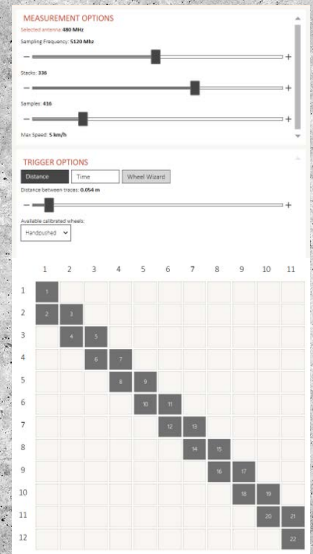 MEASUREMENT OPTIONS
Selected antenna: 480 MHz
Sampling Frequency: 5120 Mhz
Stacks: 336
Samples: 416
Max Speed: 5 km/h
TRIGGER OPTIONS
Distance Time Wheel Wizard
Distance between traces: 0.054 m
Available calibrated wheels:
Handpushed
1 2 3 4 5 6 7 8 9 10 11
1 1
2 2 3
3 4 5
4 6 7
5 8 9
6 10 11
7 12 13
8 14 15
9 16 17
10 18 19
11 20 21
12 22